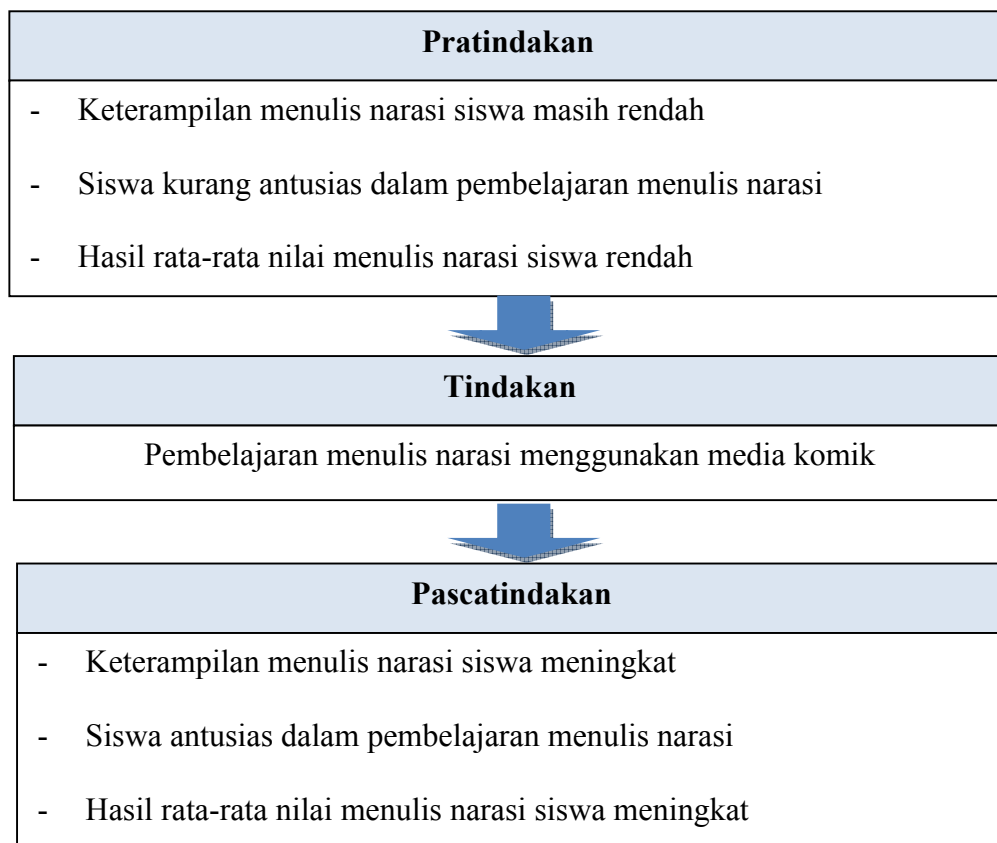 Pratindakan
- Keterampilan menulis narasi siswa masih rendah
- Siswa kurang antusias dalam pembelajaran menulis narasi
- Hasil rata-rata nilai menulis narasi siswa rendah
Tindakan
Pembelajaran menulis narasi menggunakan media komik
Pascatindakan
- Keterampilan menulis narasi siswa meningkat
- Siswa antusias dalam pembelajaran menulis narasi
- Hasil rata-rata nilai menulis narasi siswa meningkat